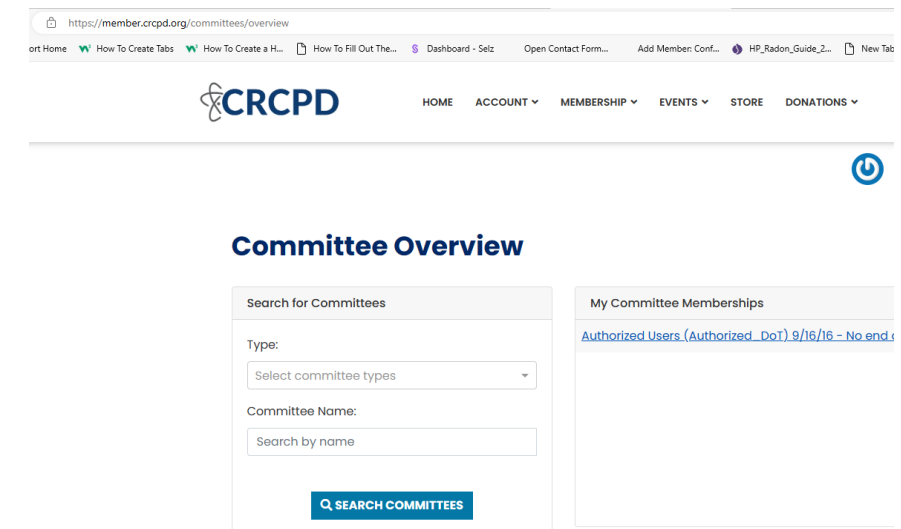 https://member.crcpd.org/committees/overview
ort Home How To Create Tabs How To Create a H... How To Fill Out The... Dashboard - Selz Open Contact Form... Add Member: Conf... HP_Radon_Guide_2... New Tab
CRCPD HOME ACCOUNT MEMBERSHIP EVENTS STORE DONATIONS
Committee Overview
Search for Committees
My Committee Memberships
Authorized Users (Authorized_DoT) 9/16/16 - No end
Type:
Select committee types
Committee Name:
Search by name
SEARCH COMMITTEES